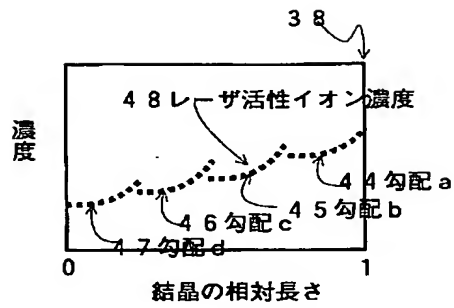 38
48レーザ活性イオン濃度
濃度
44勾配a
45勾配b
46勾配c
47勾配d
0
1
結晶の相対長さ